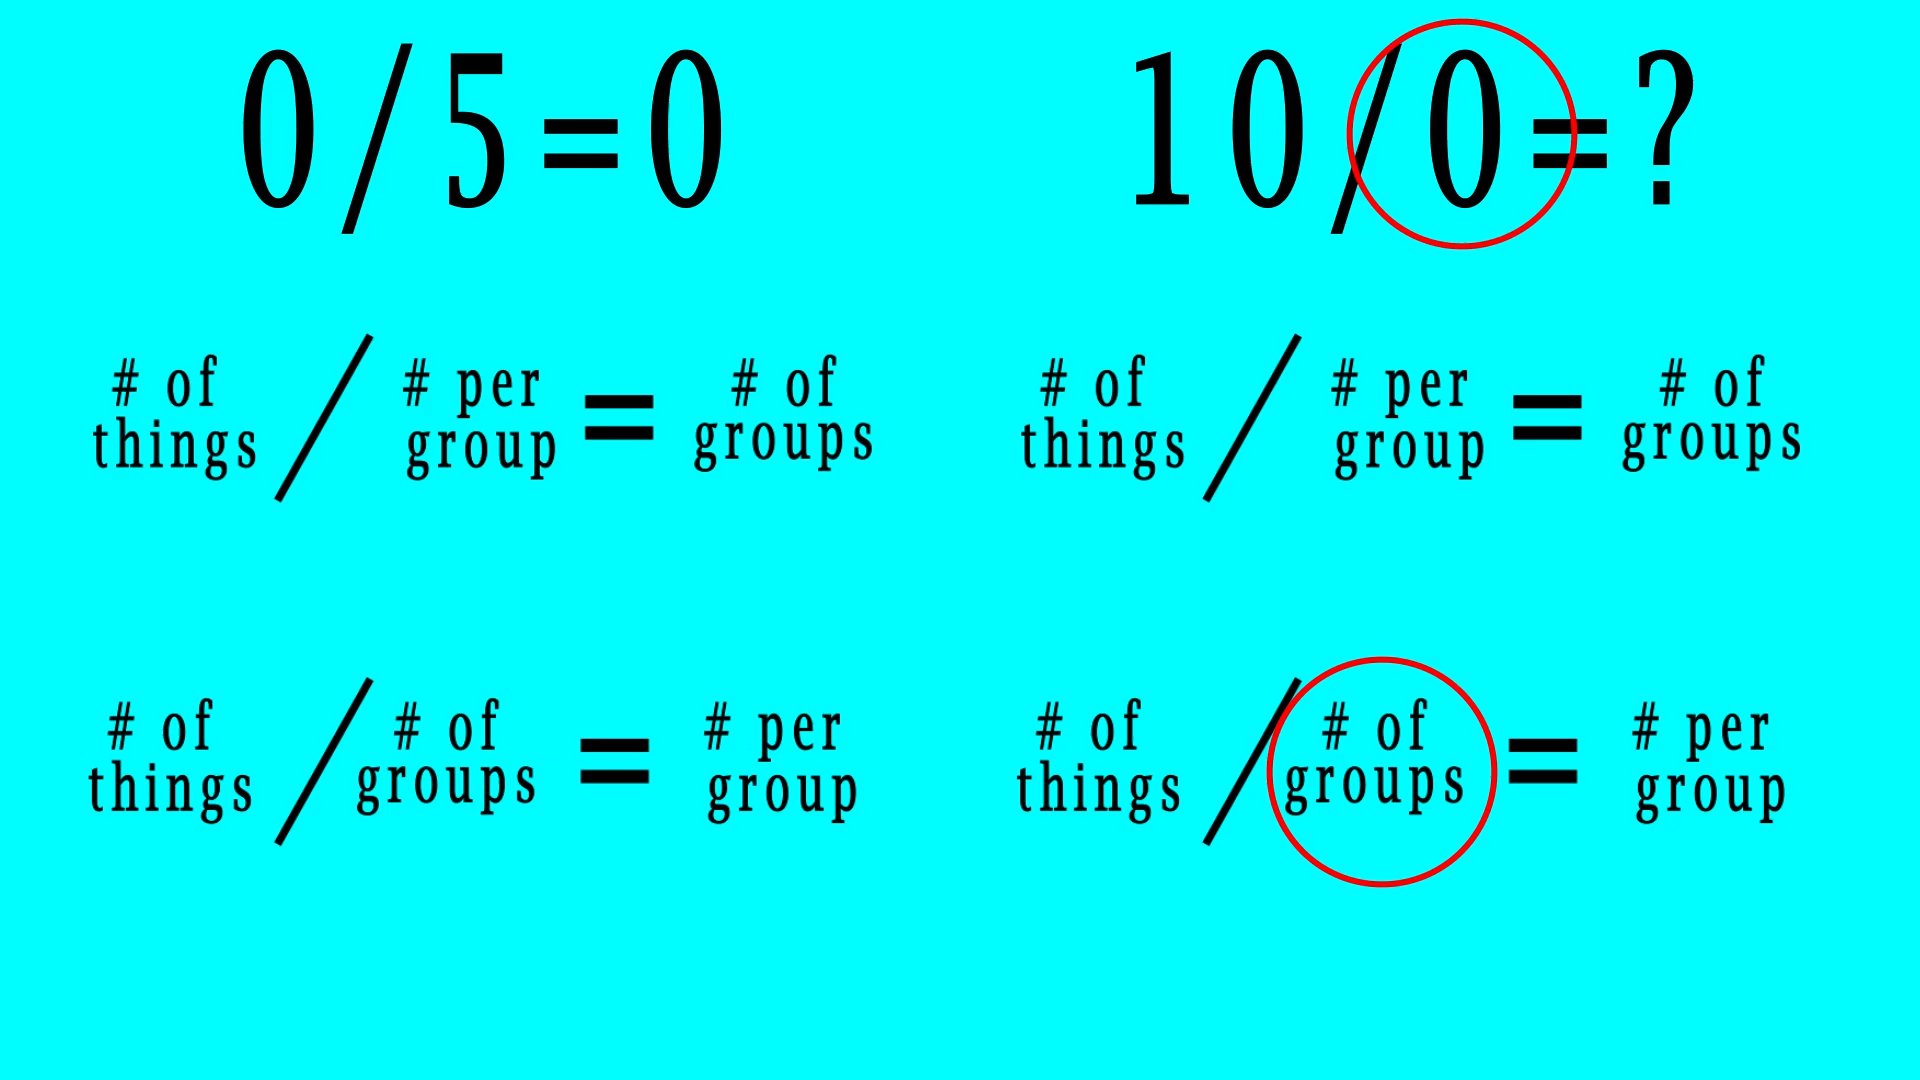 0/5=0
10/0=?
# of things / # per group = # of groups
# of things / # per group = # of groups
# of things / # of groups = # per group
# of things / # of groups = # per group